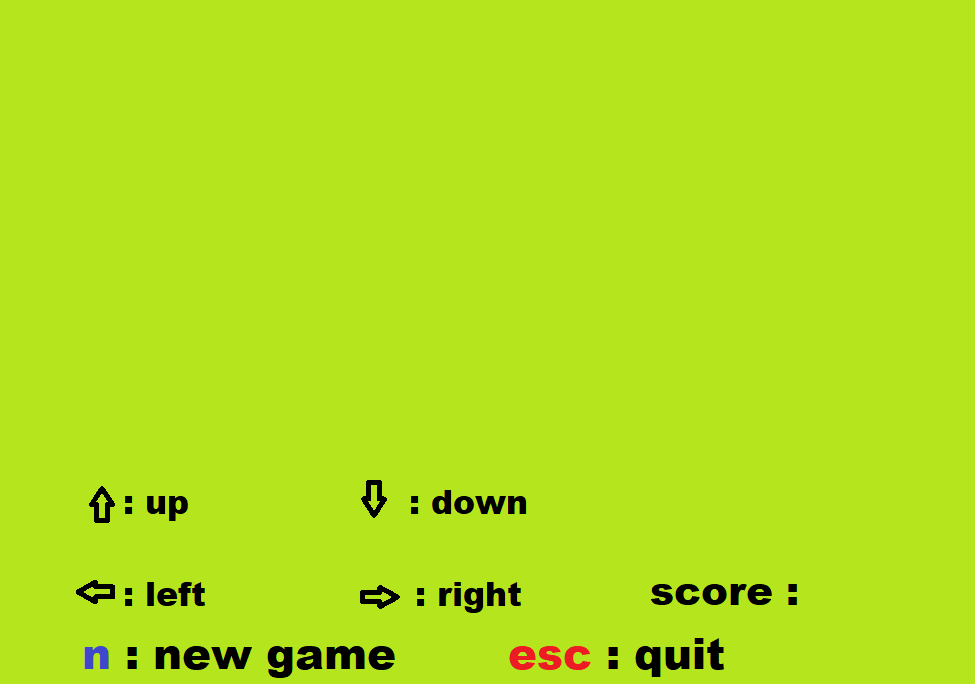 : up : down
: left : right score :
n : new game esc : quit